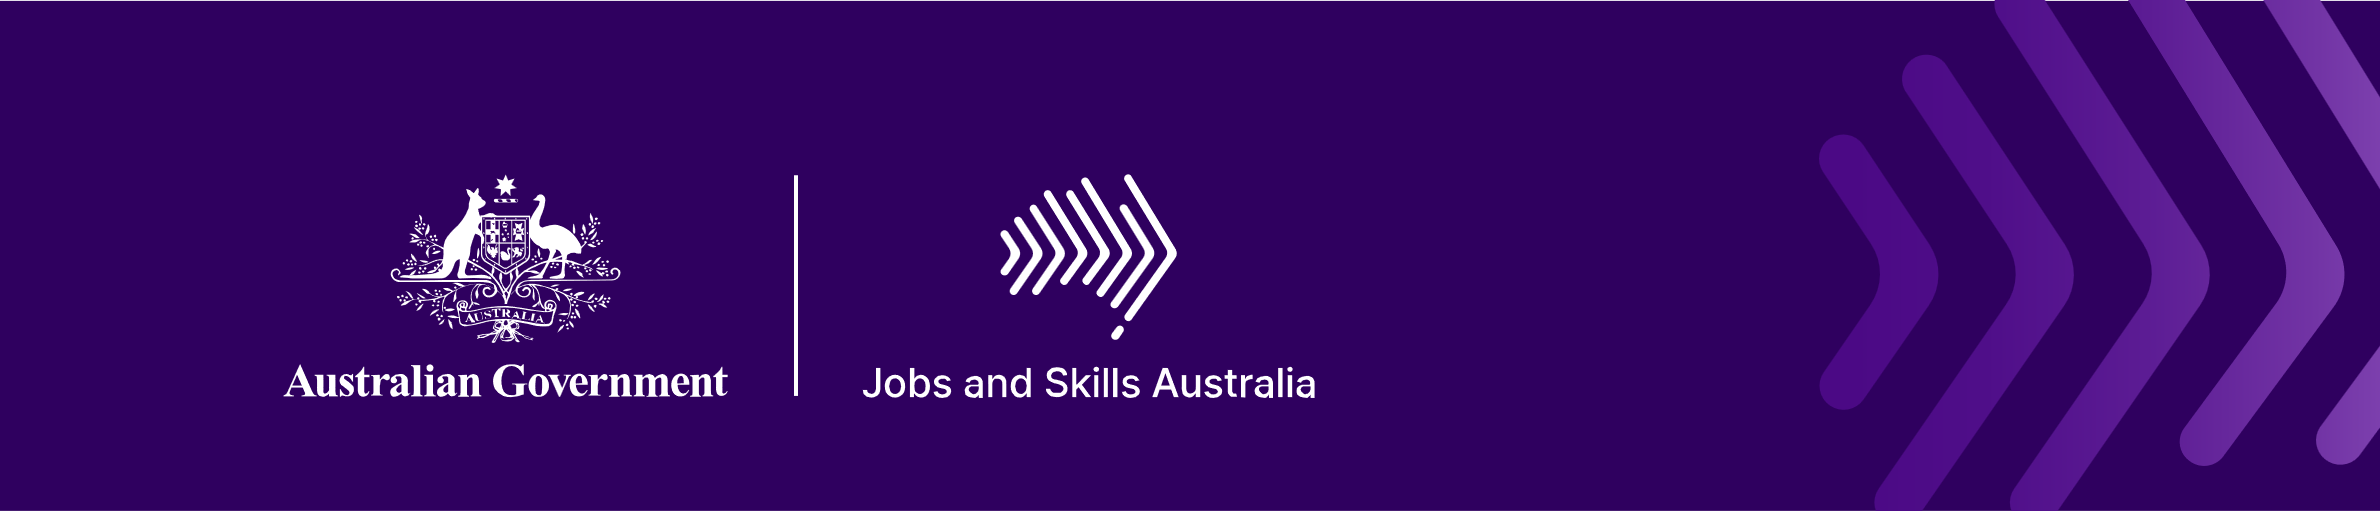 AUSTRALIA
Australian Government
Jobs and Skills Australia